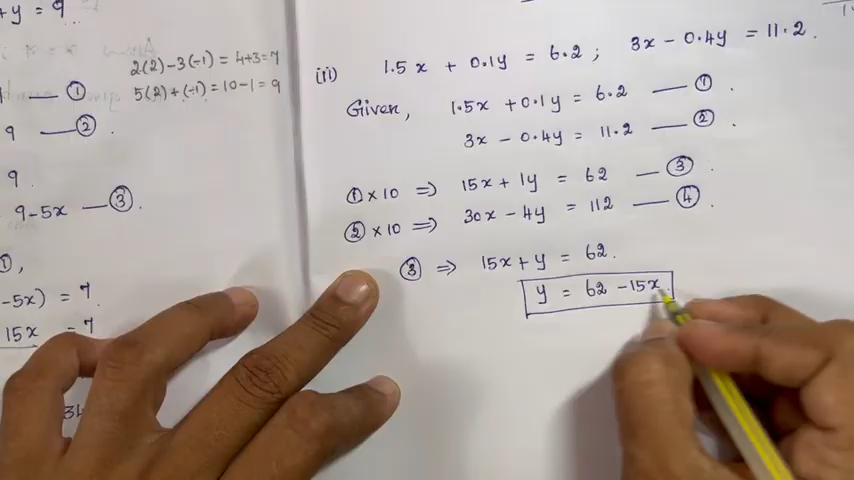 +y = 9
2(2)-3(-1) = 4+3=7
5(2)+(-1) = 10-1 = 9
— ①
9 — ②.
9.
9-5x — ③.
①,
-5x) = 7
15x = 7
(ii) 1.5x + 0.1y = 6.2 ; 3x - 0.4y = 11.2.
Given, 1.5x + 0.1y = 6.2 — ①.
3x - 0.4y = 11.2 — ②.
① × 10 ⇒ 15x + 1y = 62 — ③.
② × 10 ⇒ 30x - 4y = 112 — ④.
③ ⇒ 15x + y = 62.
y = 62 - 15x